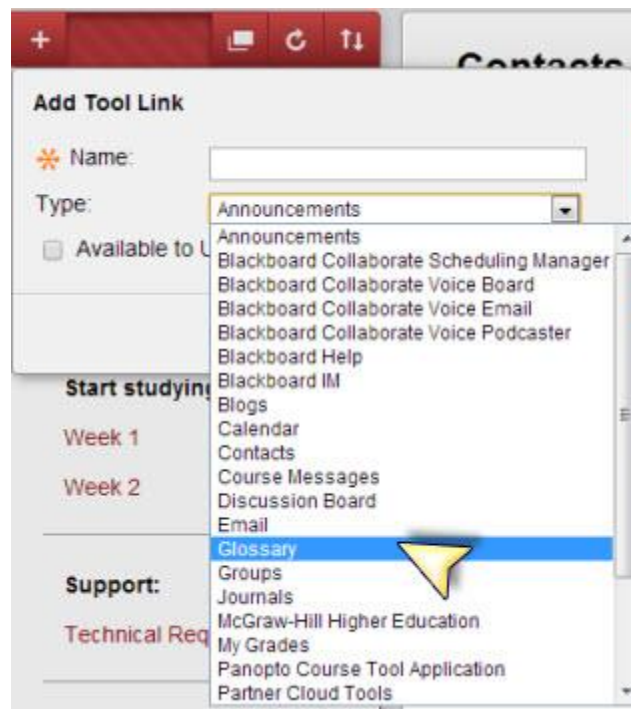 Contacts
Add Tool Link
Name:
Type:
Announcements
Available to U
Announcements
Blackboard Collaborate Scheduling Manager
Blackboard Collaborate Voice Board
Blackboard Collaborate Voice Email
Blackboard Collaborate Voice Podcaster
Blackboard Help
Blackboard IM
Blogs
Calendar
Contacts
Course Messages
Discussion Board
Email
Glossary
Groups
Journals
McGraw-Hill Higher Education
My Grades
Panopto Course Tool Application
Partner Cloud Tools
Start studying
Week 1
Week 2
Support:
Technical Req